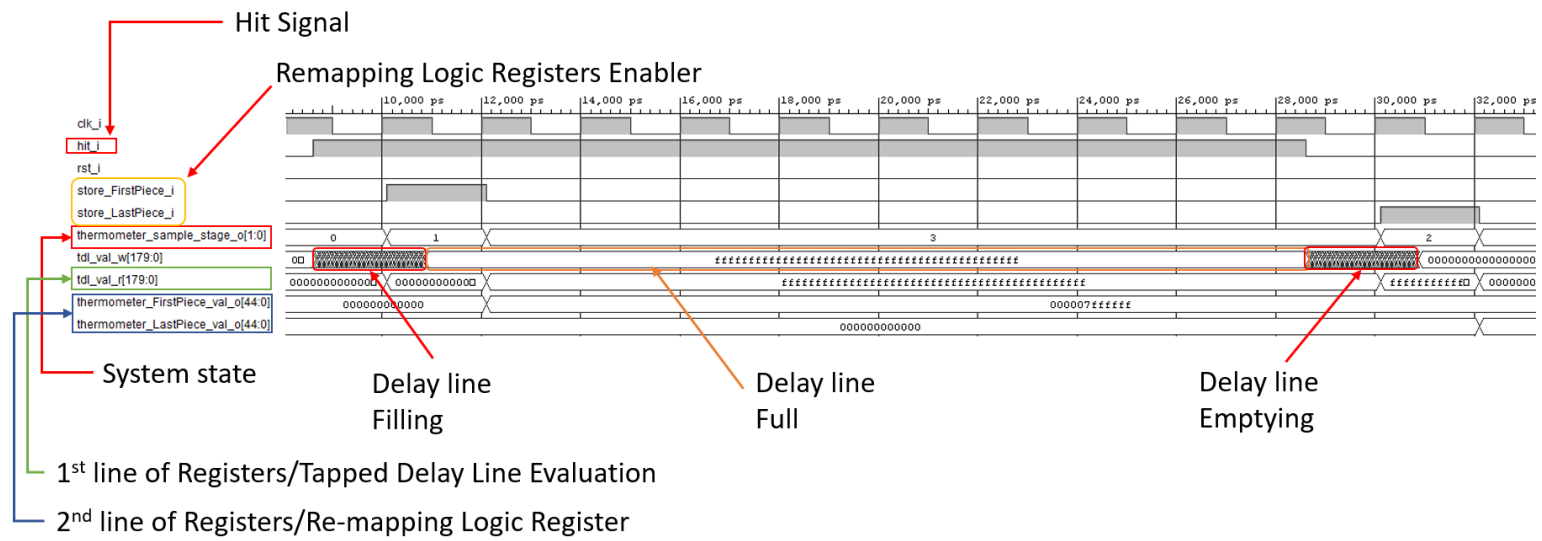 Hit Signal
Remapping Logic Registers Enabler
10,000 ps 12,000 ps 14,000 ps 16,000 ps 18,000 ps 20,000 ps 22,000 ps 24,000 ps 26,000 ps 28,000 ps 30,000 ps 32,000 ps
clk_i
hit_i
rst_i
store_FirstPiece_i
store_LastPiece_i
thermometer_sample_stage_o[1:0] 0 1 3 2
tdl_val_w[179:0] 0
tdl_val_r[179:0]
thermometer_FirstPiece_val_o[44:0] 000000000000 000007ffffff
thermometer_LastPiece_val_o[44:0] 000000000000
System state
Delay line
Filling
Delay line
Full
Delay line
Emptying
1st line of Registers/Tapped Delay Line Evaluation
2nd line of Registers/Re-mapping Logic Register